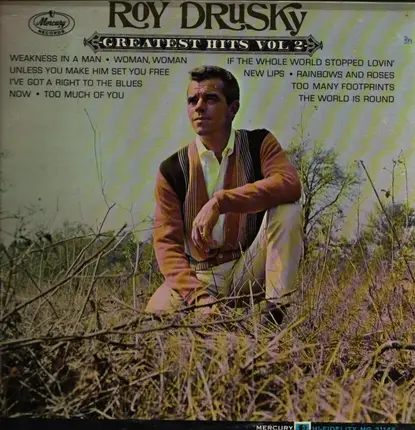 ROY DRUSKY
Mercury
RECORDS
GREATEST HITS VOL 2
WEAKNESS IN A MAN • WOMAN, WOMAN
UNLESS YOU MAKE HIM SET YOU FREE
I'VE GOT A RIGHT TO THE BLUES
NOW • TOO MUCH OF YOU
IF THE WHOLE WORLD STOPPED LOVIN'
NEW LIPS • RAINBOWS AND ROSES
TOO MANY FOOTPRINTS
THE WORLD IS ROUND
MERCURY HI-FIDELITY MG